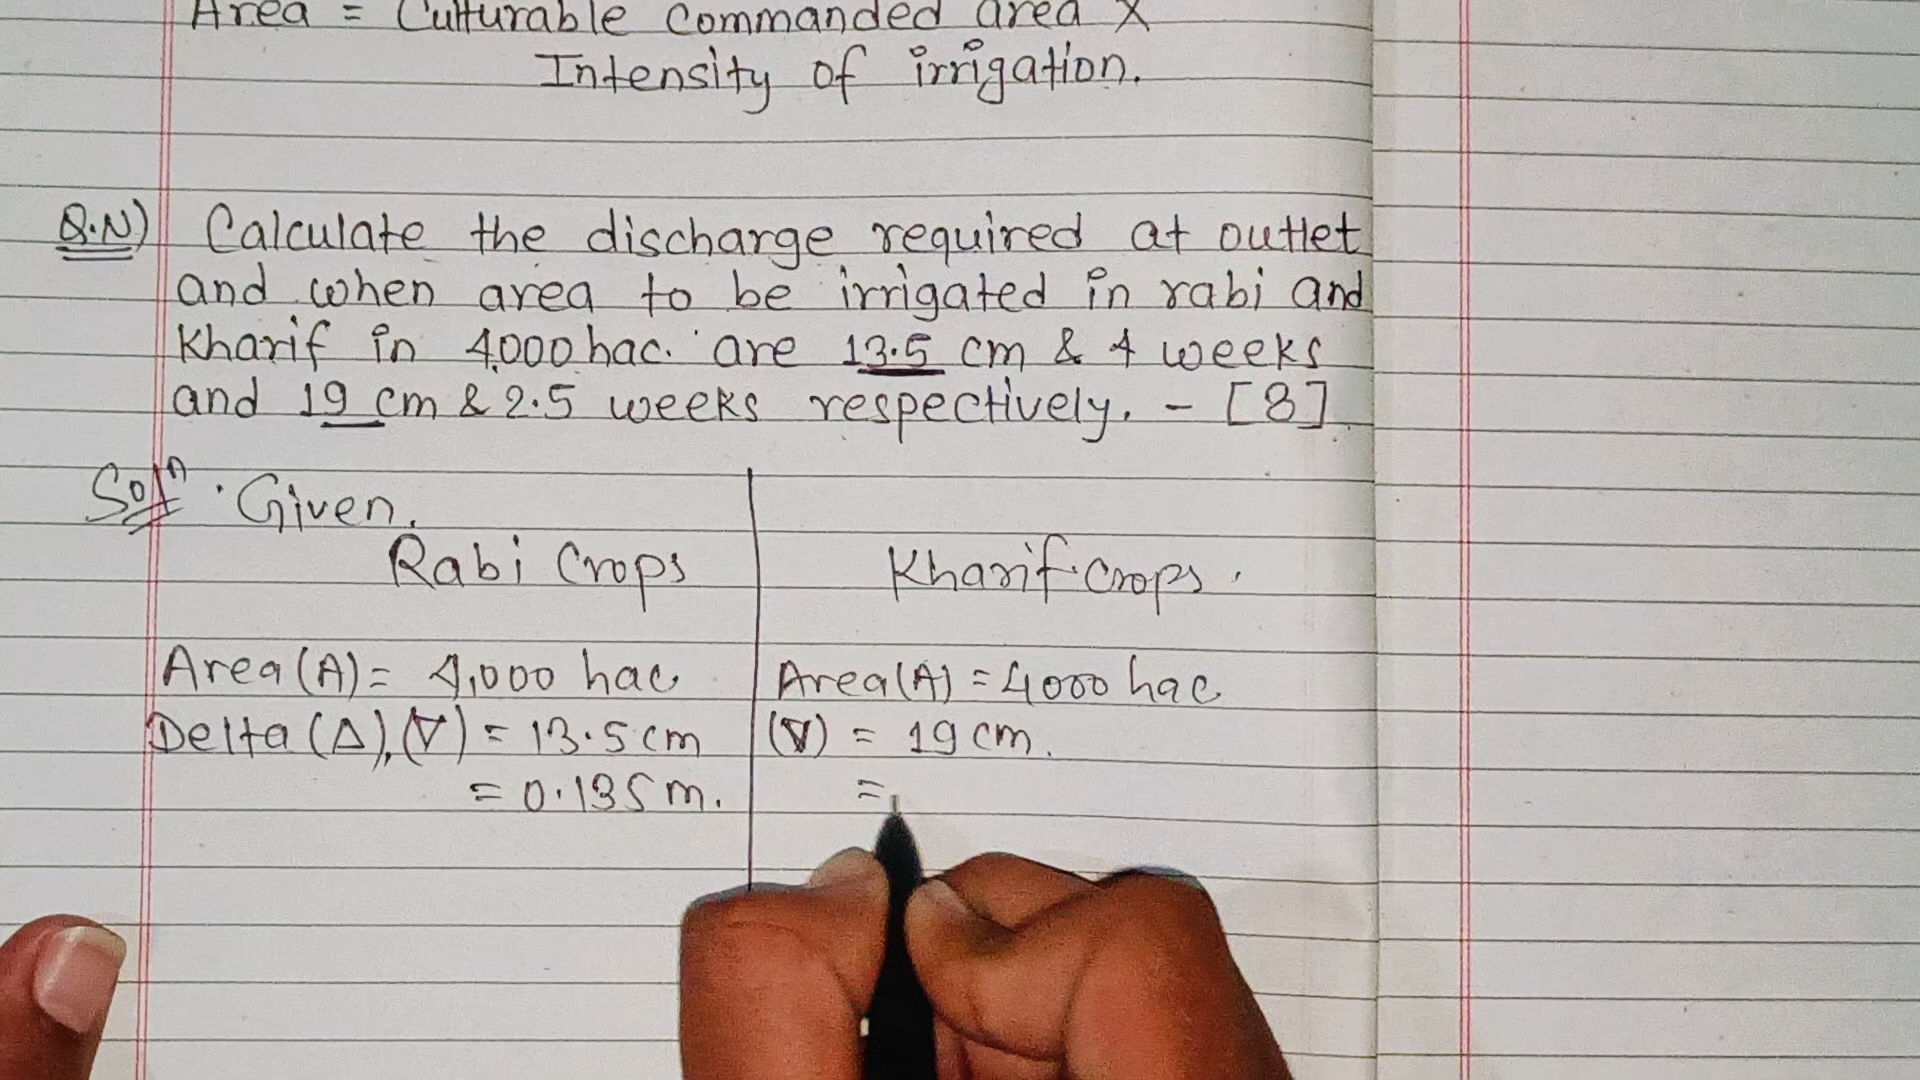 Area = Culturable commanded area X
Intensity of irrigation.
Q.N) Calculate the discharge required at outlet
and when area to be irrigated in rabi and
Kharif in 4000 hac. are 13.5 cm & 4 weeks
and 19 cm & 2.5 weeks respectively. - [8]
Solⁿ. Given,
Rabi Crops
Area (A) = 4,000 hac
Delta (Δ), (∇) = 13.5 cm
= 0.135 m.
Kharif crops.
Area (A) = 4000 hac
(∇) = 19 cm.
=